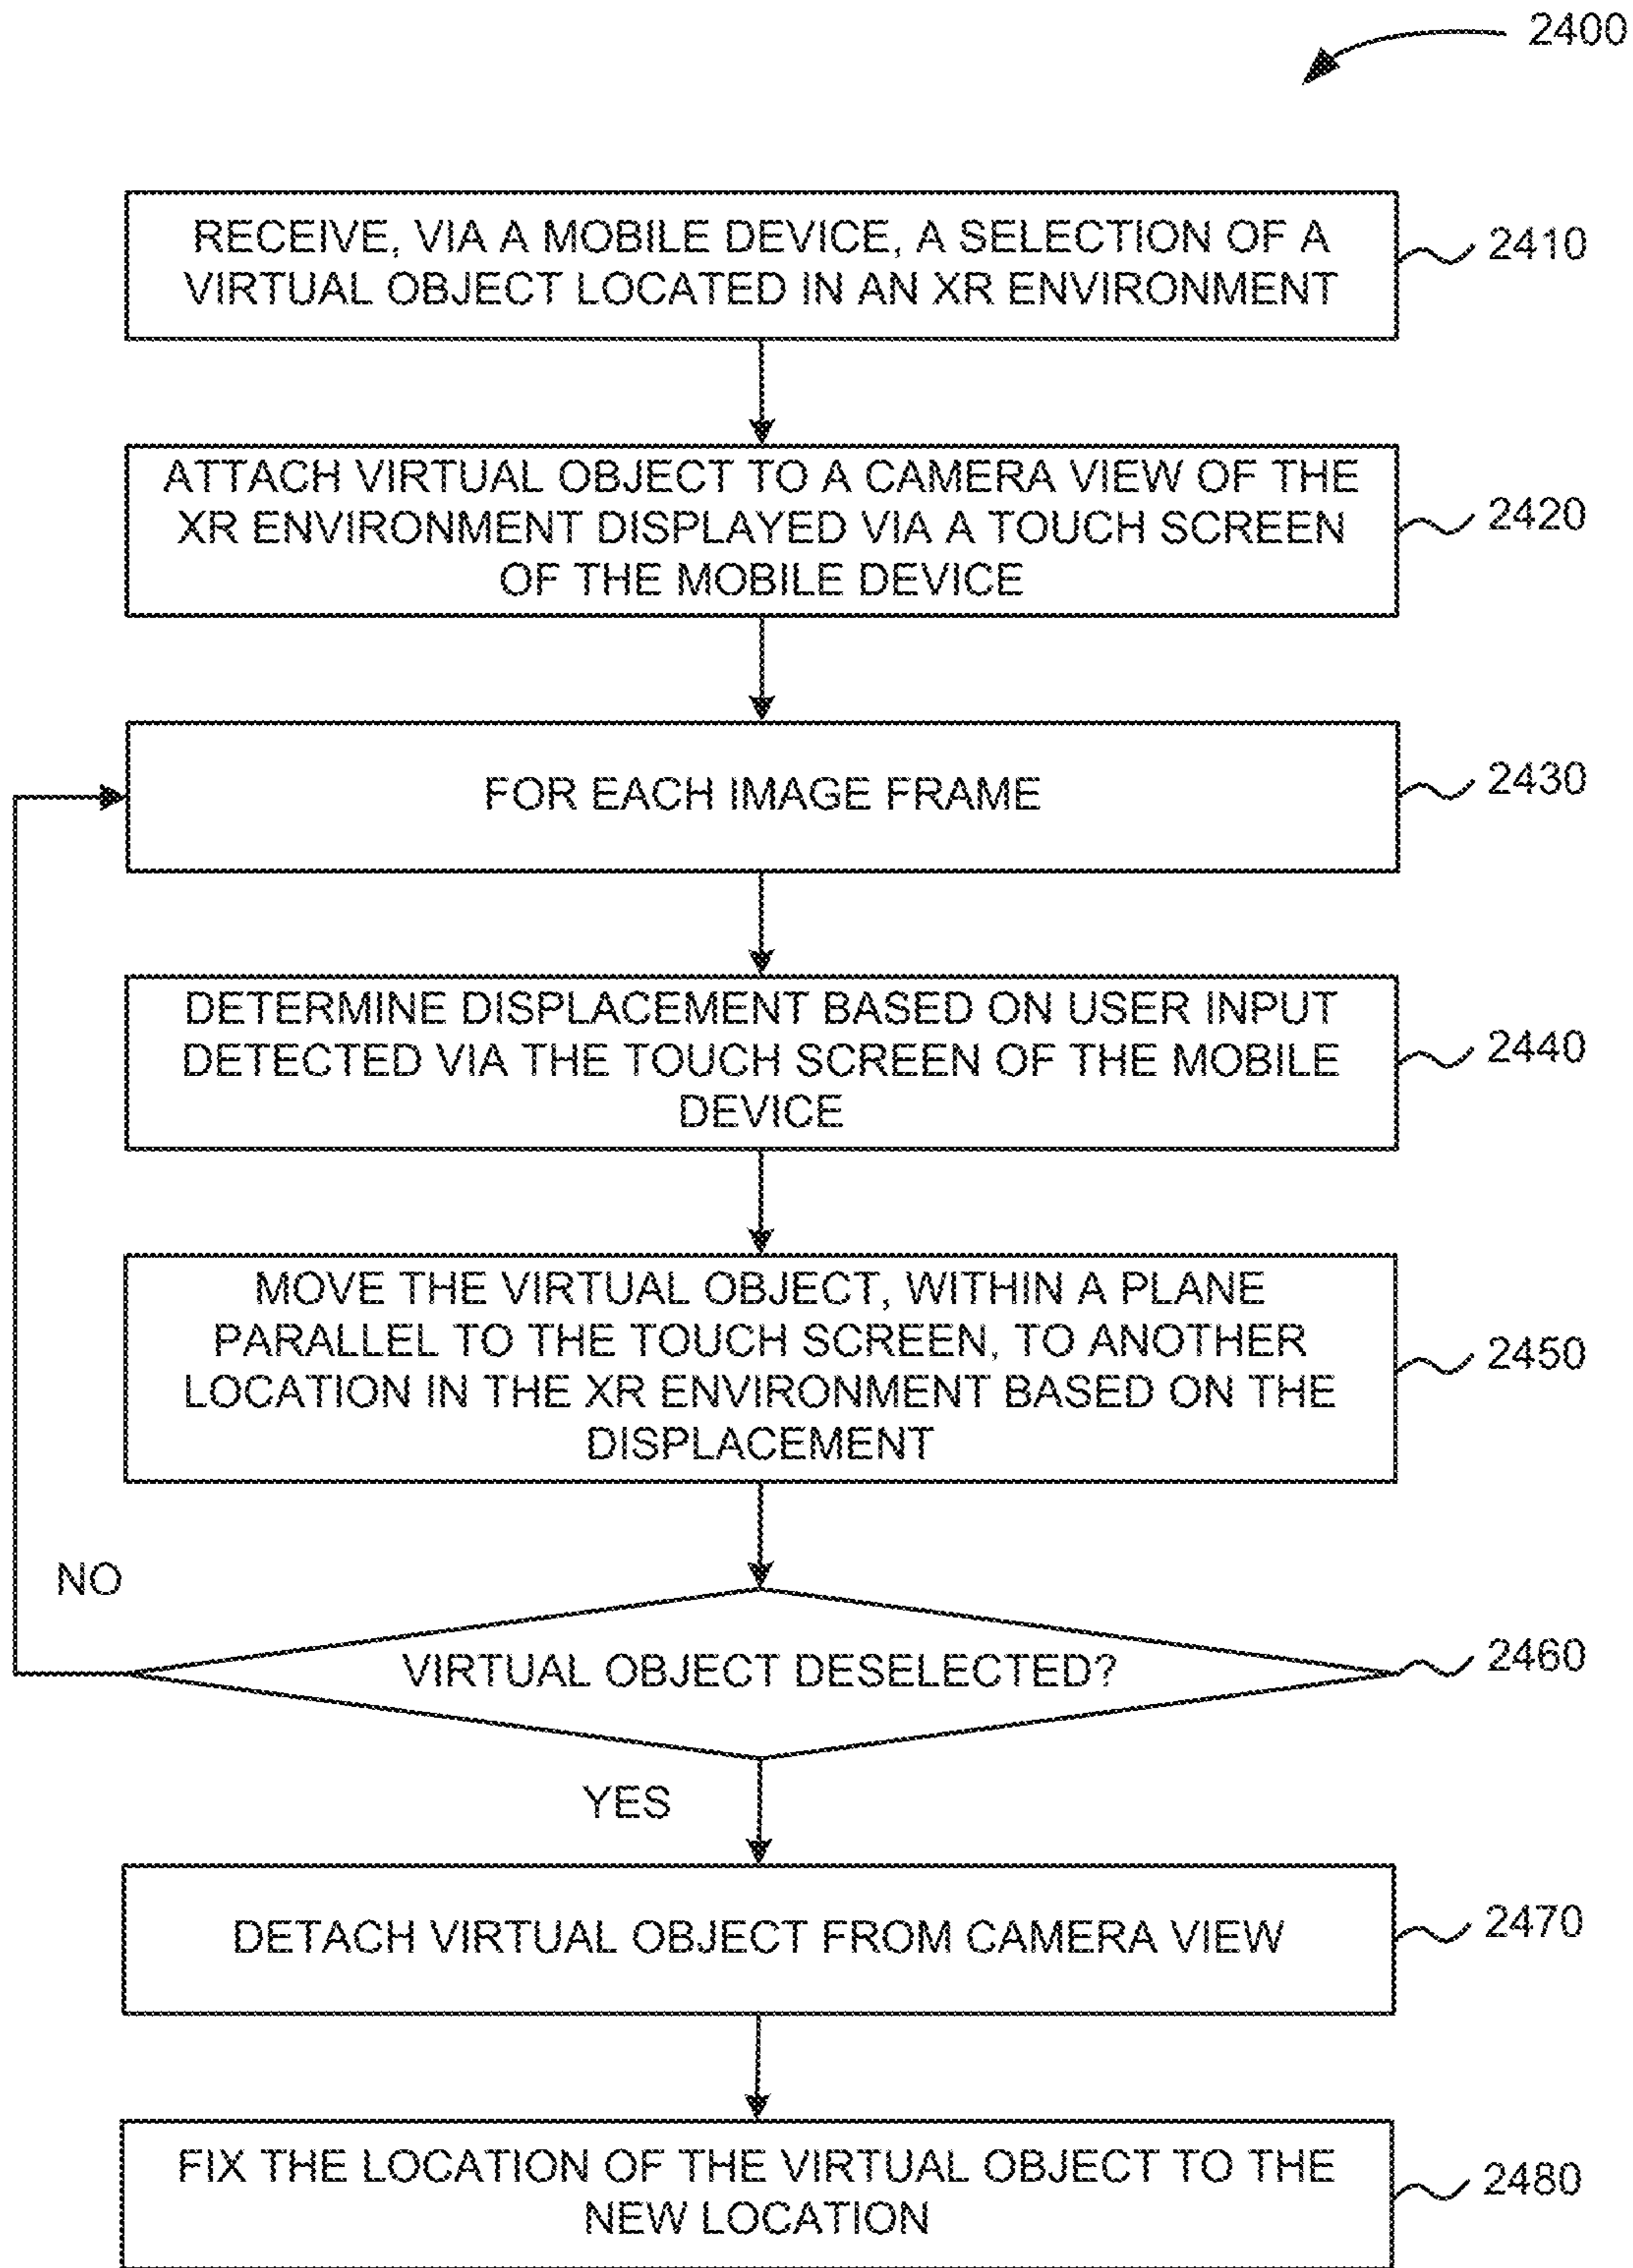 2400
RECEIVE, VIA A MOBILE DEVICE, A SELECTION OF A
VIRTUAL OBJECT LOCATED IN AN XR ENVIRONMENT
2410
ATTACH VIRTUAL OBJECT TO A CAMERA VIEW OF THE
XR ENVIRONMENT DISPLAYED VIA A TOUCH SCREEN
OF THE MOBILE DEVICE
2420
FOR EACH IMAGE FRAME
2430
DETERMINE DISPLACEMENT BASED ON USER INPUT
DETECTED VIA THE TOUCH SCREEN OF THE MOBILE
DEVICE
2440
MOVE THE VIRTUAL OBJECT, WITHIN A PLANE
PARALLEL TO THE TOUCH SCREEN, TO ANOTHER
LOCATION IN THE XR ENVIRONMENT BASED ON THE
DISPLACEMENT
2450
NO
VIRTUAL OBJECT DESELECTED?
2460
YES
DETACH VIRTUAL OBJECT FROM CAMERA VIEW
2470
FIX THE LOCATION OF THE VIRTUAL OBJECT TO THE
NEW LOCATION
2480